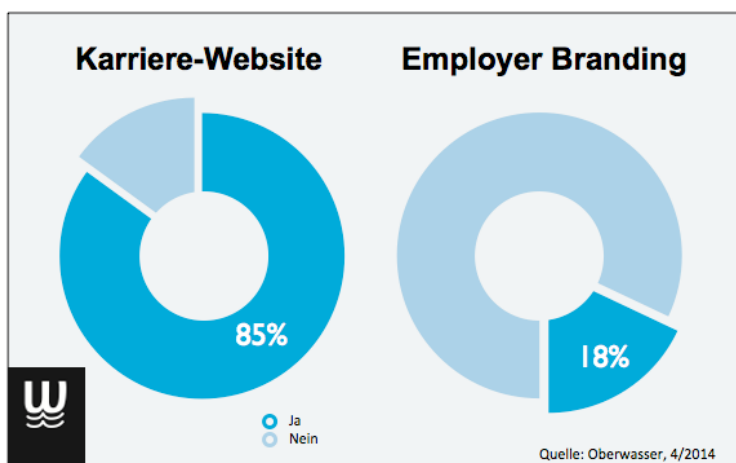 Karriere-Website
Employer Branding
85%
18%
Ja
Nein
W
Quelle: Oberwasser, 4/2014